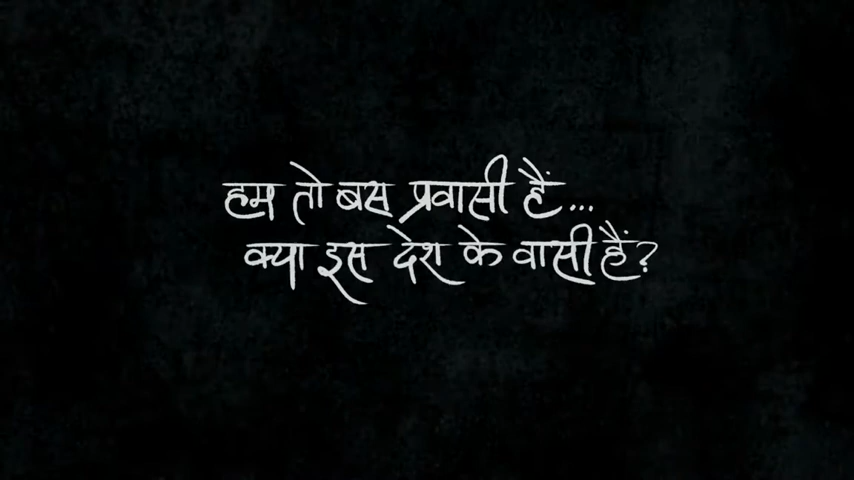 हम तो बस प्रवासी हैं...
क्या इस देश के वासी हैं?